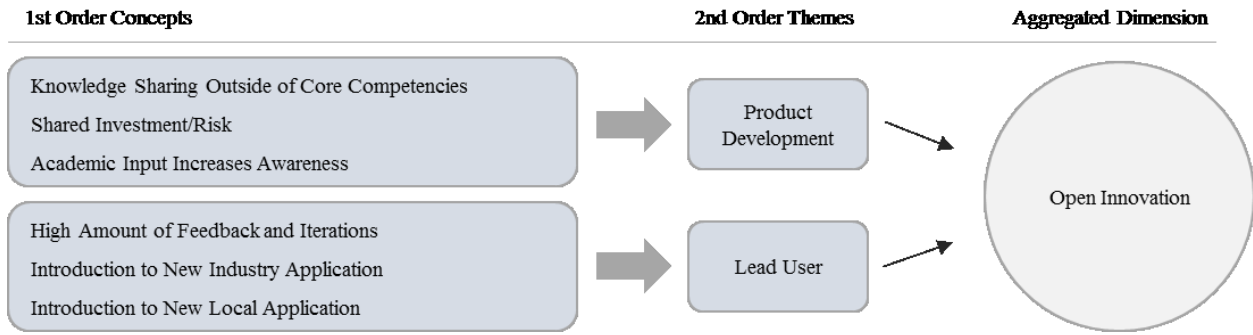 1st Order Concepts
2nd Order Themes
Aggregated Dimension
Knowledge Sharing Outside of Core Competencies
Shared Investment/Risk
Academic Input Increases Awareness
Product
Development
High Amount of Feedback and Iterations
Introduction to New Industry Application
Introduction to New Local Application
Lead User
Open Innovation